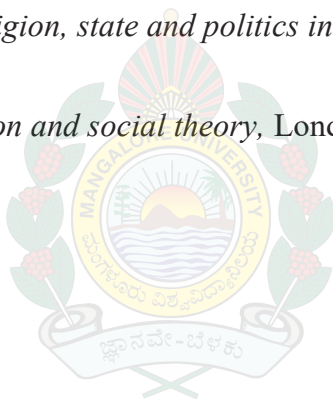 igion, state and politics in
on and social theory, Lond
MANGALORE UNIVERSITY
ಮಂಗಳೂರು ವಿಶ್ವವಿದ್ಯಾನಿಲಯ
ಜ್ಞಾನವೇ-ಬೆಳಕು